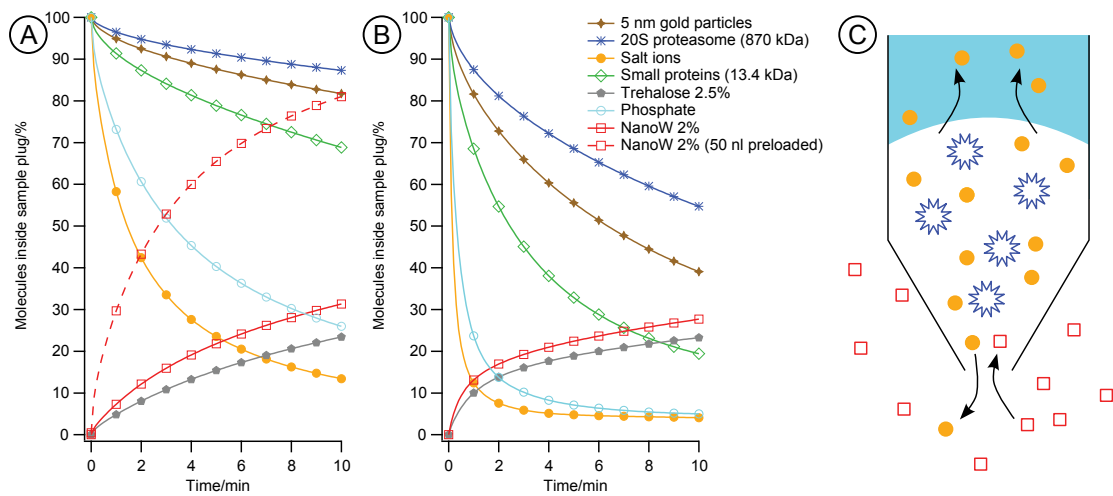 A
Molecules inside sample plug/%
100
90
80
70
60
50
40
30
20
10
0
0
2
4
6
8
10
Time/min
B
Molecules inside sample plug/%
100
90
80
70
60
50
40
30
20
10
0
0
2
4
6
8
10
Time/min
5 nm gold particles
20S proteasome (870 kDa)
Salt ions
Small proteins (13.4 kDa)
Trehalose 2.5%
Phosphate
NanoW 2%
NanoW 2% (50 nl preloaded)
C